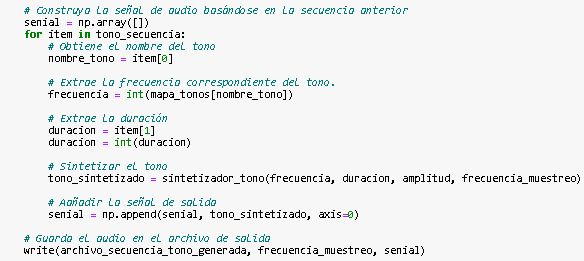 # Construya la señal de audio basándose en la secuencia anterior
senial = np.array([])
for item in tono_secuencia:
# Obtiene el nombre del tono
nombre_tono = item[0]
# Extrae la frecuencia correspondiente del tono.
frecuencia = int(mapa_tonos[nombre_tono])
# Extrae la duración
duracion = item[1]
duracion = int(duracion)
# Sintetizar el tono
tono_sintetizado = sintetizador_tono(frecuencia, duracion, amplitud, frecuencia_muestreo)
# Aañadir la señal de salida
senial = np.append(senial, tono_sintetizado, axis=0)
# Guarda el audio en el archivo de salida
write(archivo_secuencia_tono_generada, frecuencia_muestreo, senial)